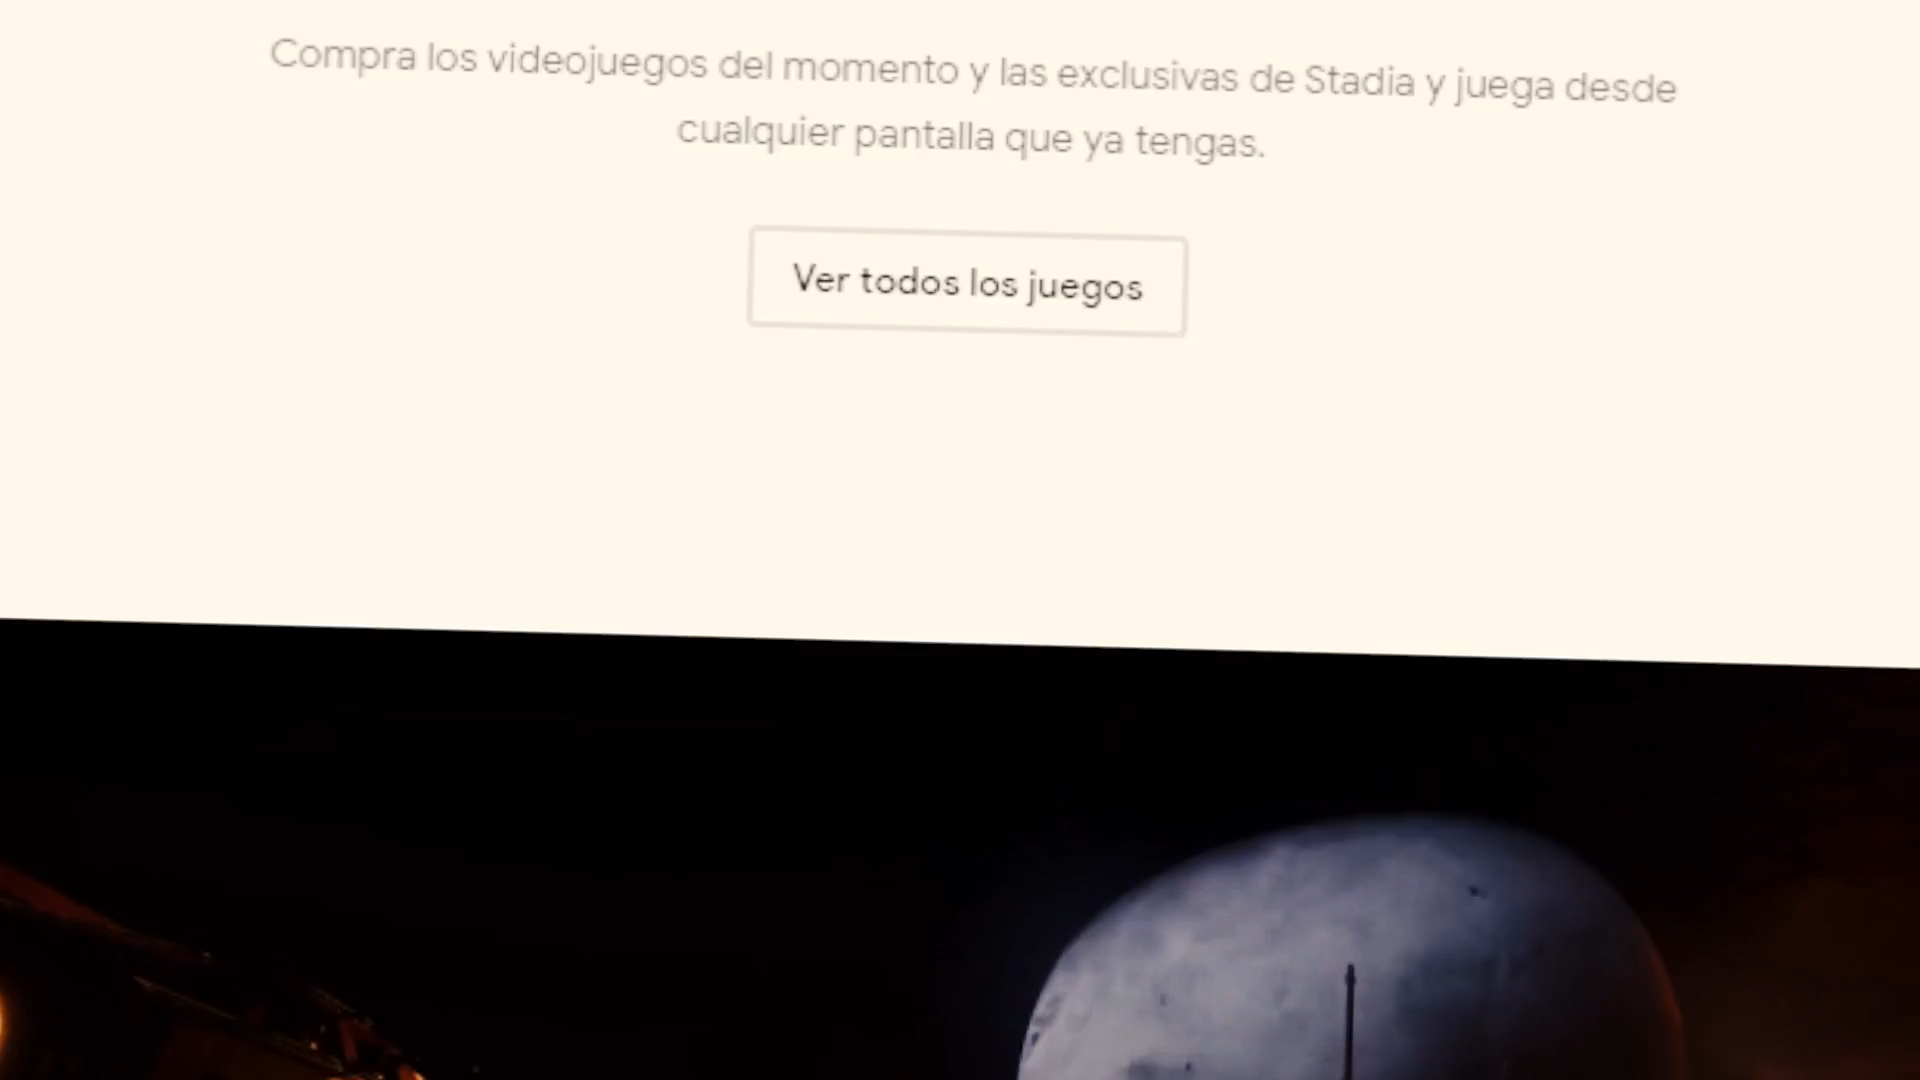 Compra los videojuegos del momento y las exclusivas de Stadia y juega desde
cualquier pantalla que ya tengas.
Ver todos los juegos